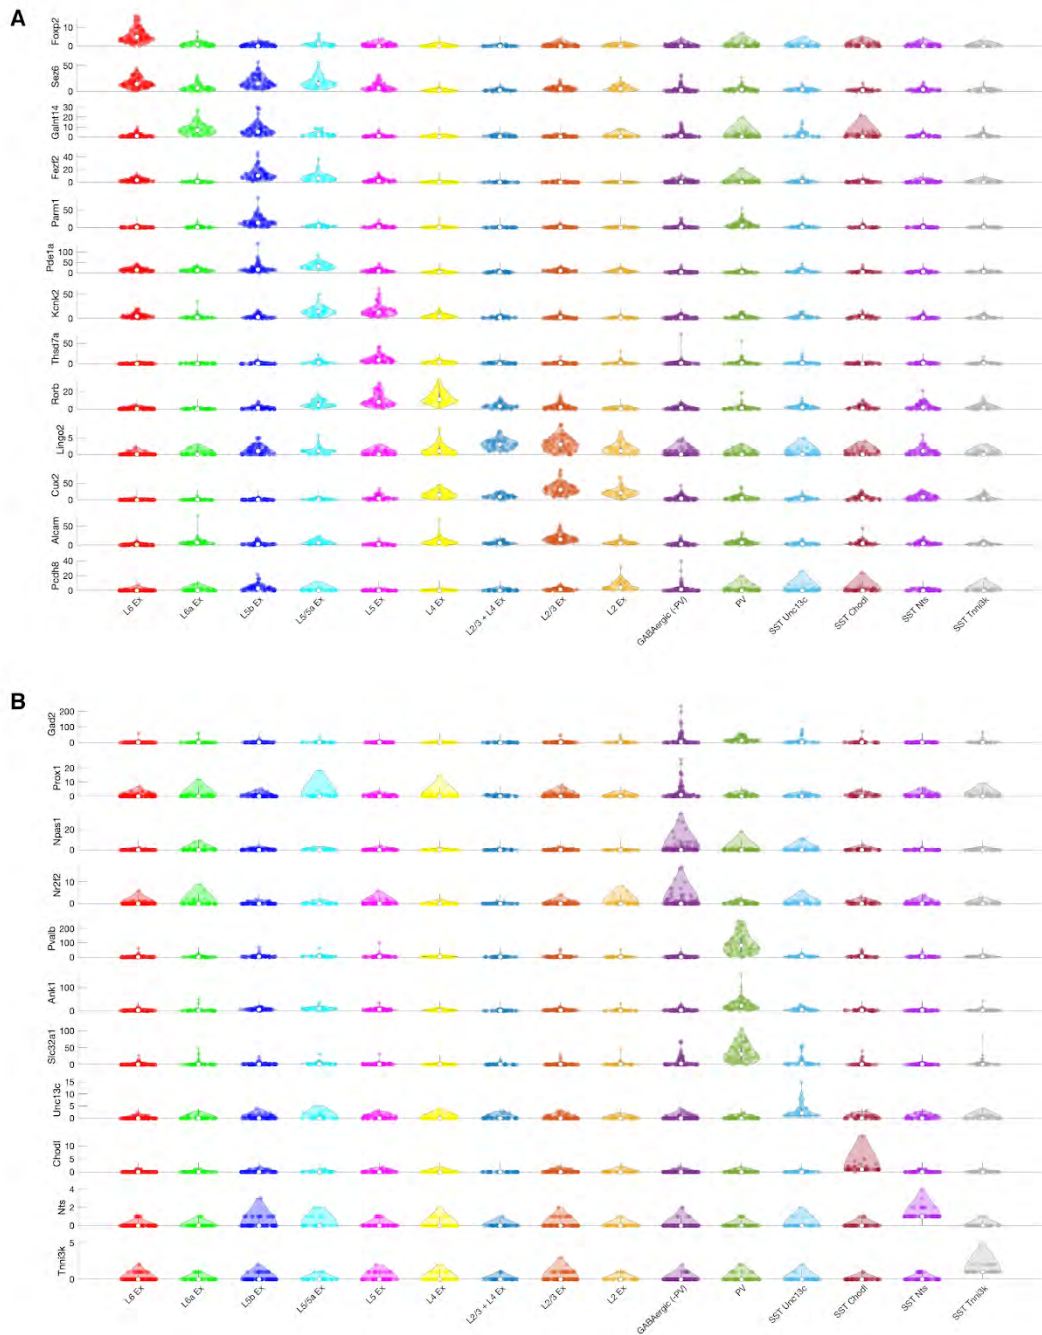 A
Foxp2
10
0
Sez6
50
0
Galnt14
30
20
10
0
Fezf2
40
20
0
Parm1
50
0
Pde1a
100
50
0
Kcnk2
50
0
Thsd7a
50
0
Rorb
20
0
Lingo2
5
0
Cux2
50
0
Alcam
50
0
Pcdh8
40
20
0
L6 Ex
L6a Ex
L5b Ex
L5/5a Ex
L5 Ex
L4 Ex
L2/3 + L4 Ex
L2/3 Ex
L2 Ex
GABAergic (-PV)
PV
SST Unc13c
SST Chodl
SST Nts
SST Tnni3k
B
Gad2
200
100
0
Prox1
20
10
0
Npas1
20
0
Nr2f2
10
0
Pvalb
200
100
0
Ank1
100
0
Slc32a1
100
50
0
Unc13c
15
10
5
0
Chodl
10
5
0
Nts
4
2
0
Tnni3k
5
0
L6 Ex
L6a Ex
L5b Ex
L5/5a Ex
L5 Ex
L4 Ex
L2/3 + L4 Ex
L2/3 Ex
L2 Ex
GABAergic (-PV)
PV
SST Unc13c
SST Chodl
SST Nts
SST Tnni3k